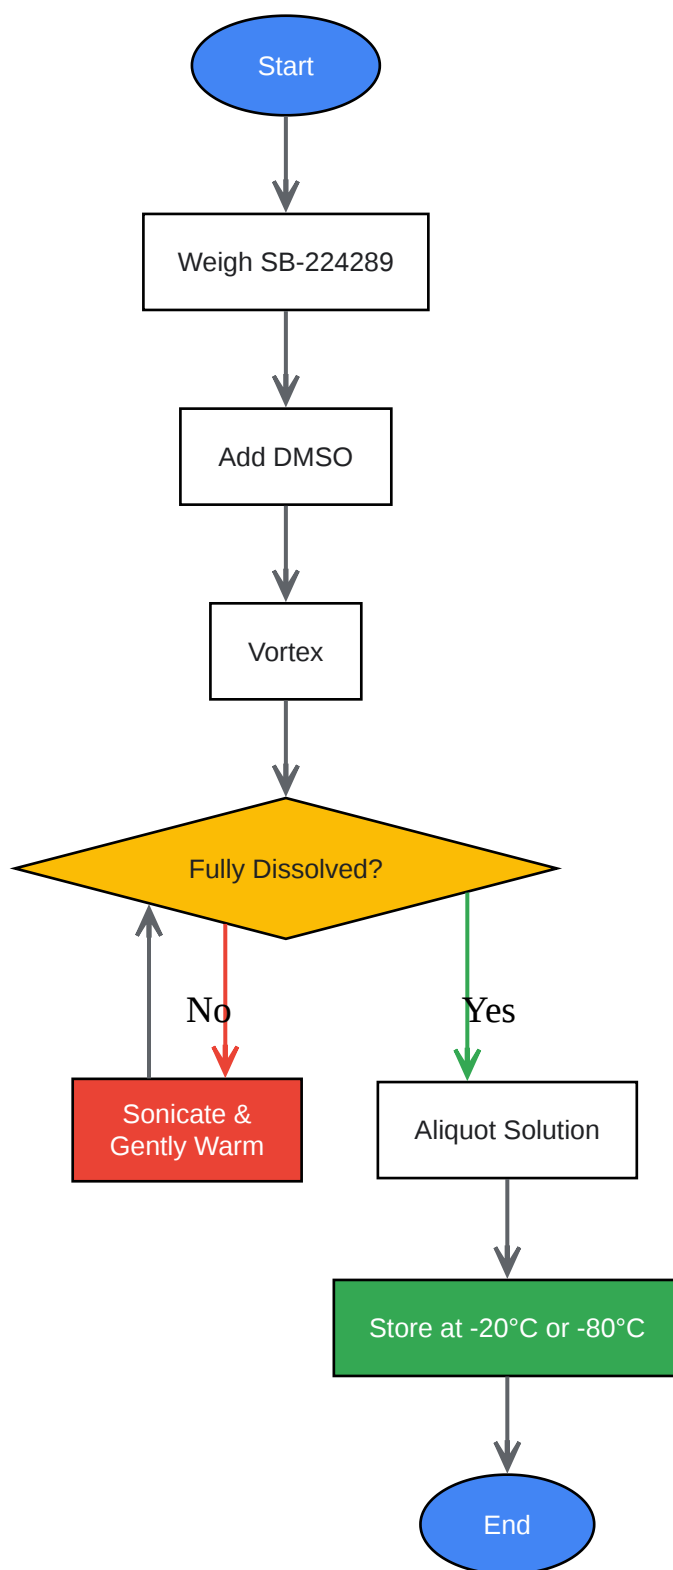 Start
Weigh SB-224289
Add DMSO
Vortex
Fully Dissolved?
No
Yes
Sonicate &
Gently Warm
Aliquot Solution
Store at -20°C or -80°C
End